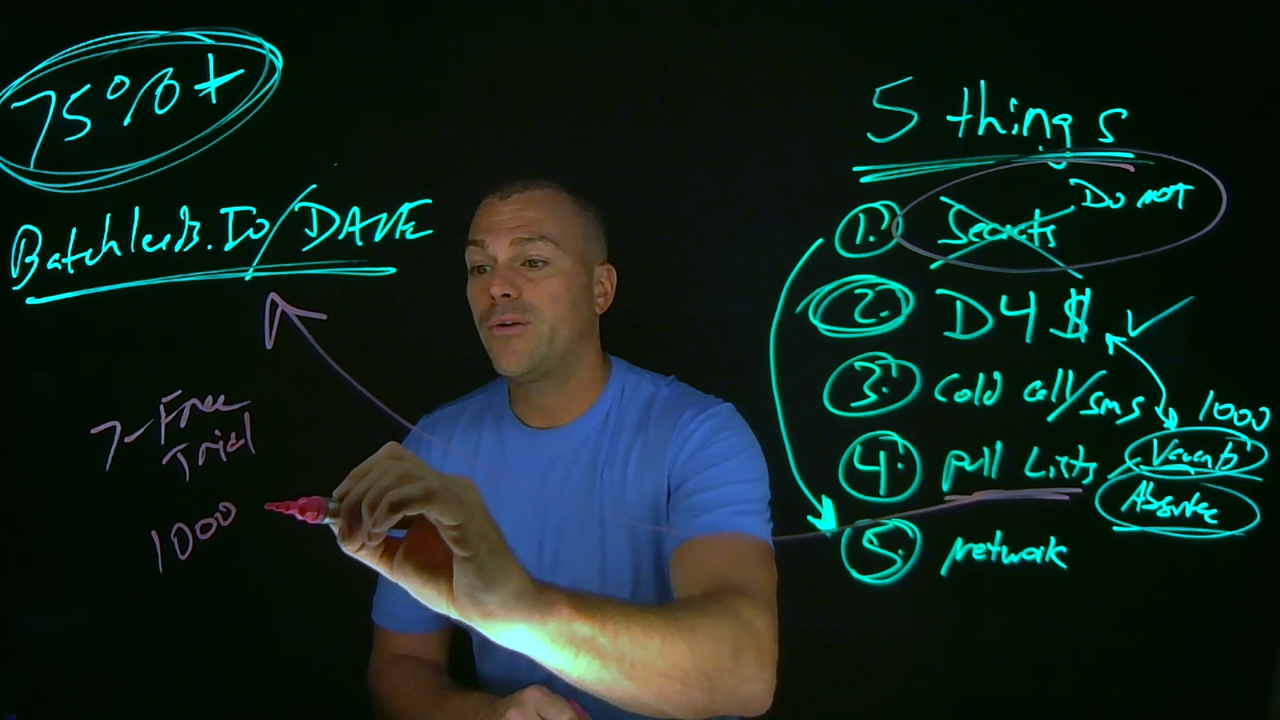 75%+
Batchleads.Io/DAVE
7-Free
Trial
1000
5 things
1. Secrets Do not
2. D4$ ✓
3. cold call/sms
4. pull Lists
1000
Vacants
Absentee
5. network